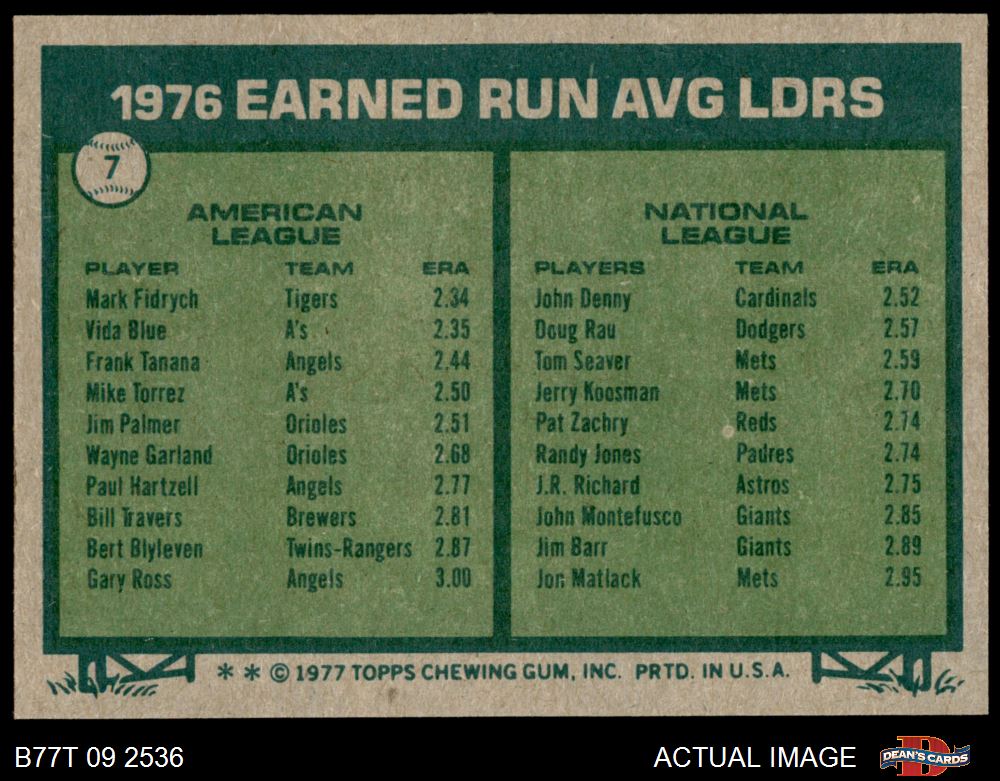 1976 EARNED RUN AVG LDRS
7
AMERICAN
LEAGUE
PLAYER TEAM ERA
Mark Fidrych Tigers 2.34
Vida Blue A's 2.35
Frank Tanana Angels 2.44
Mike Torrez A's 2.50
Jim Palmer Orioles 2.51
Wayne Garland Orioles 2.68
Paul Hartzell Angels 2.77
Bill Travers Brewers 2.81
Bert Blyleven Twins-Rangers 2.87
Gary Ross Angels 3.00
NATIONAL
LEAGUE
PLAYERS TEAM ERA
John Denny Cardinals 2.52
Doug Rau Dodgers 2.57
Tom Seaver Mets 2.59
Jerry Koosman Mets 2.70
Pat Zachry Reds 2.74
Randy Jones Padres 2.74
J.R. Richard Astros 2.75
John Montefusco Giants 2.85
Jim Barr Giants 2.89
Jon Matlack Mets 2.95
* * © 1977 TOPPS CHEWING GUM, INC. PRTD. IN U.S.A.
B77T 09 2536 ACTUAL IMAGE D DEAN'S CARDS